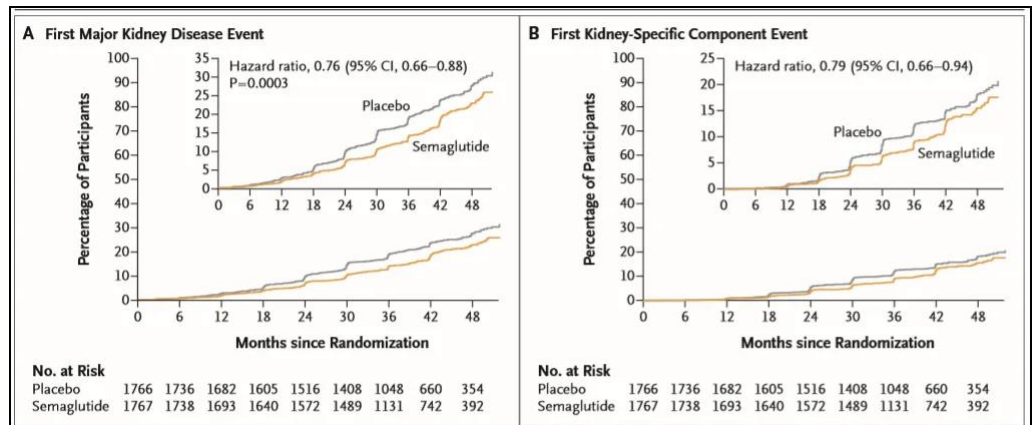 A First Major Kidney Disease Event
Percentage of Participants
100
90
80
70
60
50
40
30
20
10
0
0 6 12 18 24 30 36 42 48
Months since Randomization
35
30
25
20
15
10
5
0
0 6 12 18 24 30 36 42 48
Hazard ratio, 0.76 (95% CI, 0.66–0.88)
P=0.0003
Placebo
Semaglutide
No. at Risk
Placebo 1766 1736 1682 1605 1516 1408 1048 660 354
Semaglutide 1767 1738 1693 1640 1572 1489 1131 742 392
B First Kidney-Specific Component Event
Percentage of Participants
100
90
80
70
60
50
40
30
20
10
0
0 6 12 18 24 30 36 42 48
Months since Randomization
25
20
15
10
5
0
0 6 12 18 24 30 36 42 48
Hazard ratio, 0.79 (95% CI, 0.66–0.94)
Placebo
Semaglutide
No. at Risk
Placebo 1766 1736 1682 1605 1516 1408 1048 660 354
Semaglutide 1767 1738 1693 1640 1572 1489 1131 742 392